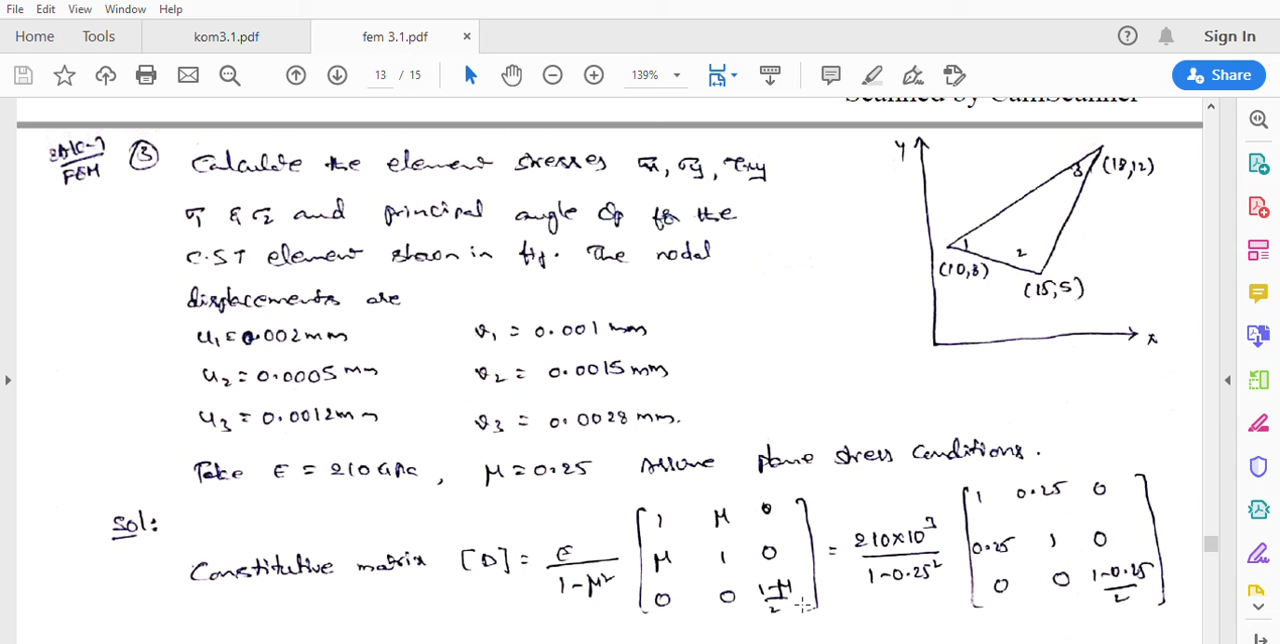 File Edit View Window Help
Home Tools kom3.1.pdf fem 3.1.pdf × Sign In
13 / 15 139% Share
Scanned by CamScanner
FEM ③ Calculate the element stresses σx, σy, τxy
σ1 & σ2 and principal angle θp for the
C.S.T element shown in fig. The nodal
displacements are
u1 = 0.002 mm v1 = 0.001 mm
u2 = 0.0005 mm v2 = 0.0015 mm
u3 = 0.0012 mm v3 = 0.0028 mm.
Take E = 210 GPa, μ = 0.25 Assume plane stress conditions.
Y
3 (18,12)
1 2
(10,8)
(15,5)
x
Sol:
Constitutive matrix [D] = E/1-μ² [1 μ 0; μ 1 0; 0 0 1-μ/2] = 210×10³/1-0.25² [1 0.25 0; 0.25 1 0; 0 0 1-0.25/2]